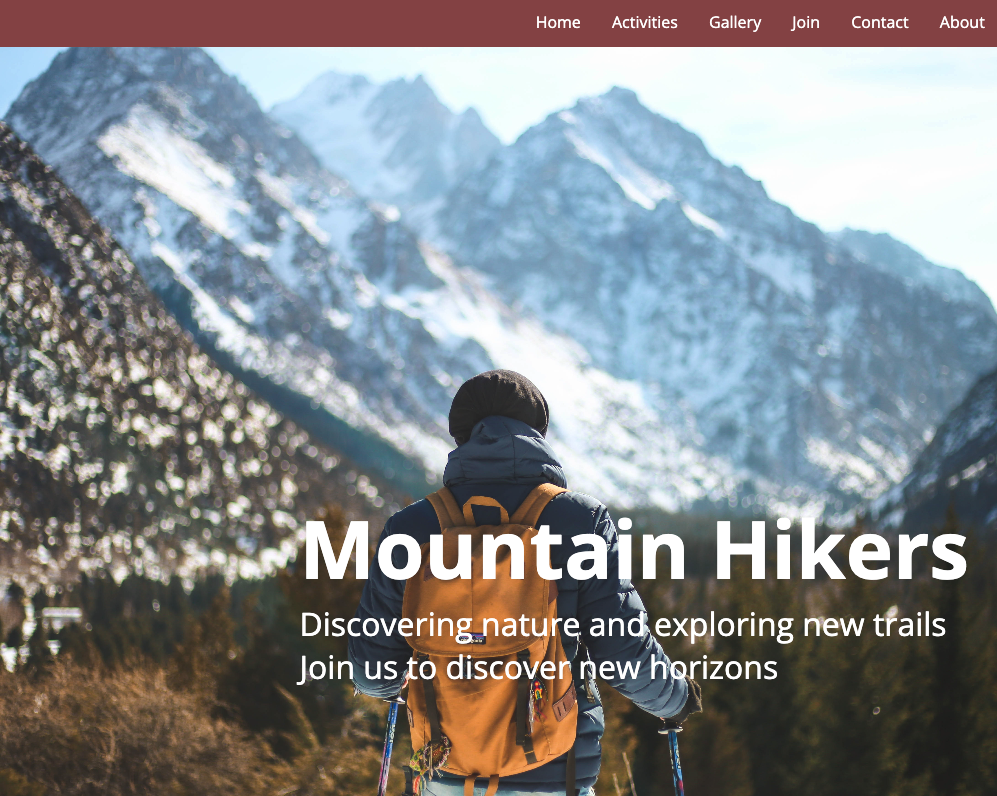 Home Activities Gallery Join Contact About
Mountain Hikers
Discovering nature and exploring new trails
Join us to discover new horizons